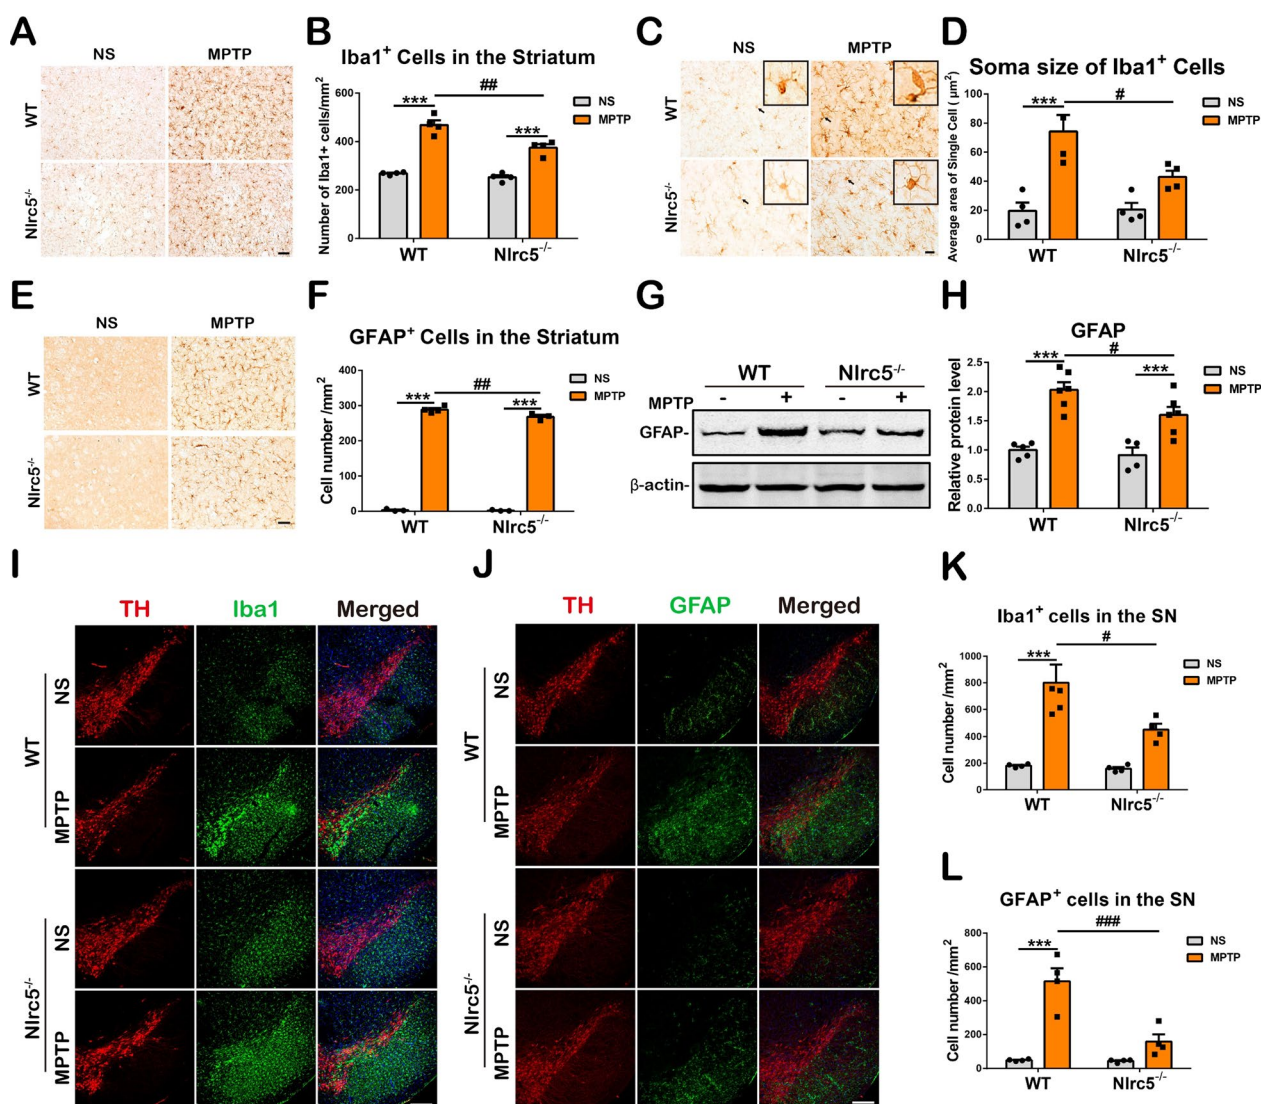 A
NS
MPTP
WT
Nlrc5-/-
B
Iba1+ Cells in the Striatum
Number of Iba1+ cells/mm2
600
400
200
0
***
##
***
NS
MPTP
WT
Nlrc5-/-
C
NS
MPTP
WT
Nlrc5-/-
D
Soma size of Iba1+ Cells
Average area of Single Cell ( μm2)
100
80
60
40
20
0
***
#
NS
MPTP
WT
Nlrc5-/-
E
NS
MPTP
WT
Nlrc5-/-
F
GFAP+ Cells in the Striatum
Cell number /mm2
400
300
200
100
0
***
##
***
NS
MPTP
WT
Nlrc5-/-
G
WT
Nlrc5-/-
MPTP - + - +
GFAP-
β-actin-
H
GFAP
Relative protein level
2.5
2.0
1.5
1.0
0.5
0.0
***
#
***
NS
MPTP
WT
Nlrc5-/-
I
TH
Iba1
Merged
WT
NS
MPTP
Nlrc5-/-
NS
MPTP
J
TH
GFAP
Merged
WT
NS
MPTP
Nlrc5-/-
NS
MPTP
K
Iba1+ cells in the SN
Cell number /mm2
1000
800
600
400
200
0
***
#
NS
MPTP
WT
Nlrc5-/-
L
GFAP+ cells in the SN
Cell number /mm2
800
600
400
200
0
***
###
NS
MPTP
WT
Nlrc5-/-